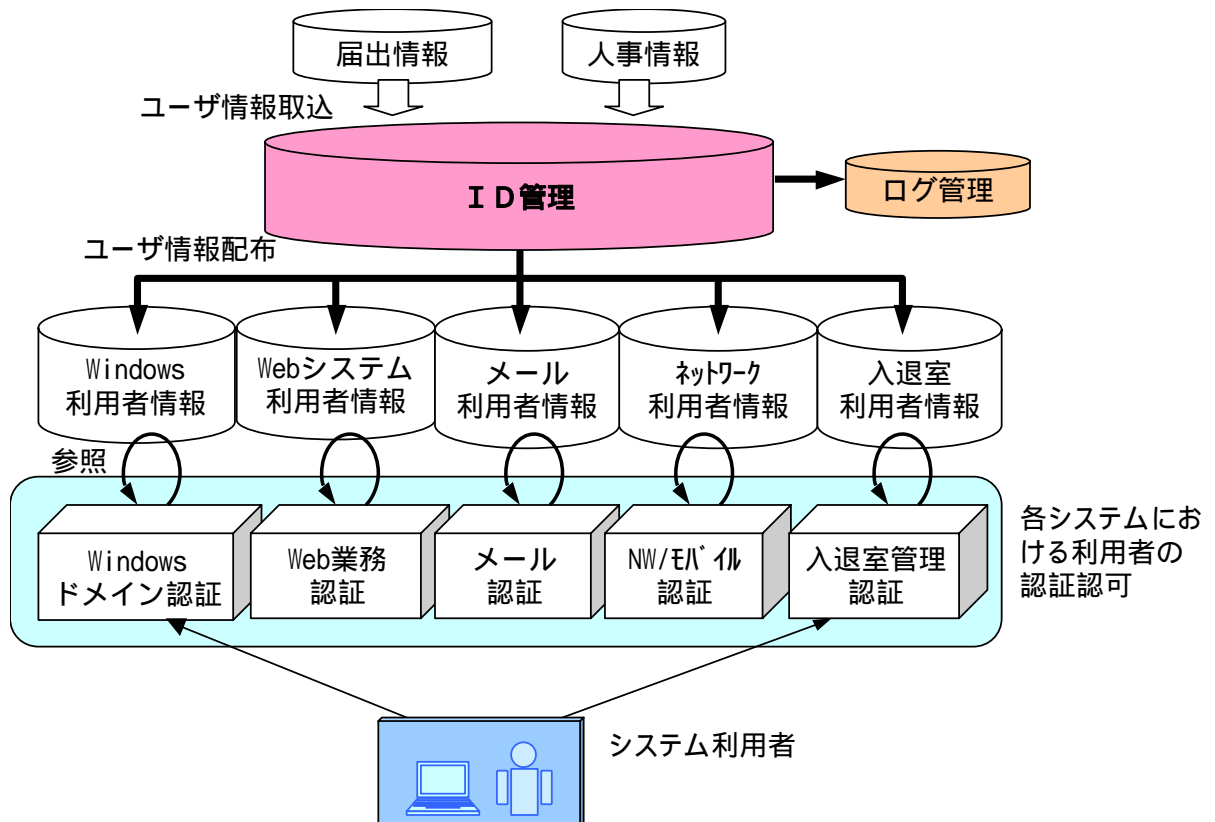 届出情報
人事情報
ユーザ情報取込
ＩＤ管理
ログ管理
ユーザ情報配布
Windows
利用者情報
Webシステム
利用者情報
メール
利用者情報
ﾈｯﾄﾜｰｸ
利用者情報
入退室
利用者情報
参照
Windows
ドメイン認証
Web業務
認証
メール
認証
NW/ﾓﾊﾞｲﾙ
認証
入退室管理
認証
各システムにお
ける利用者の
認証認可
システム利用者